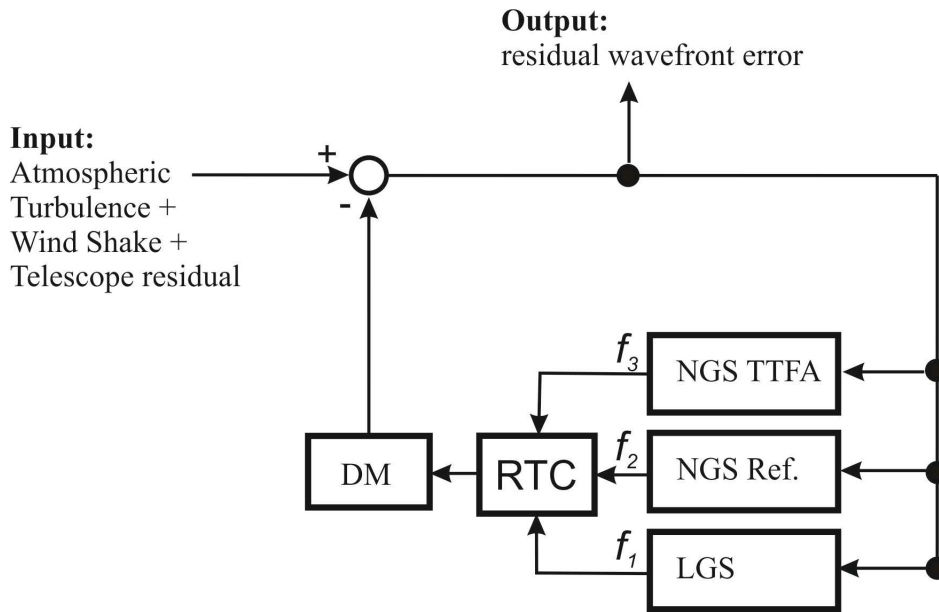 Output:
residual wavefront error
Input:
Atmospheric
Turbulence +
Wind Shake +
Telescope residual
+
-
f3
NGS TTFA
DM
RTC
f2
NGS Ref.
f1
LGS